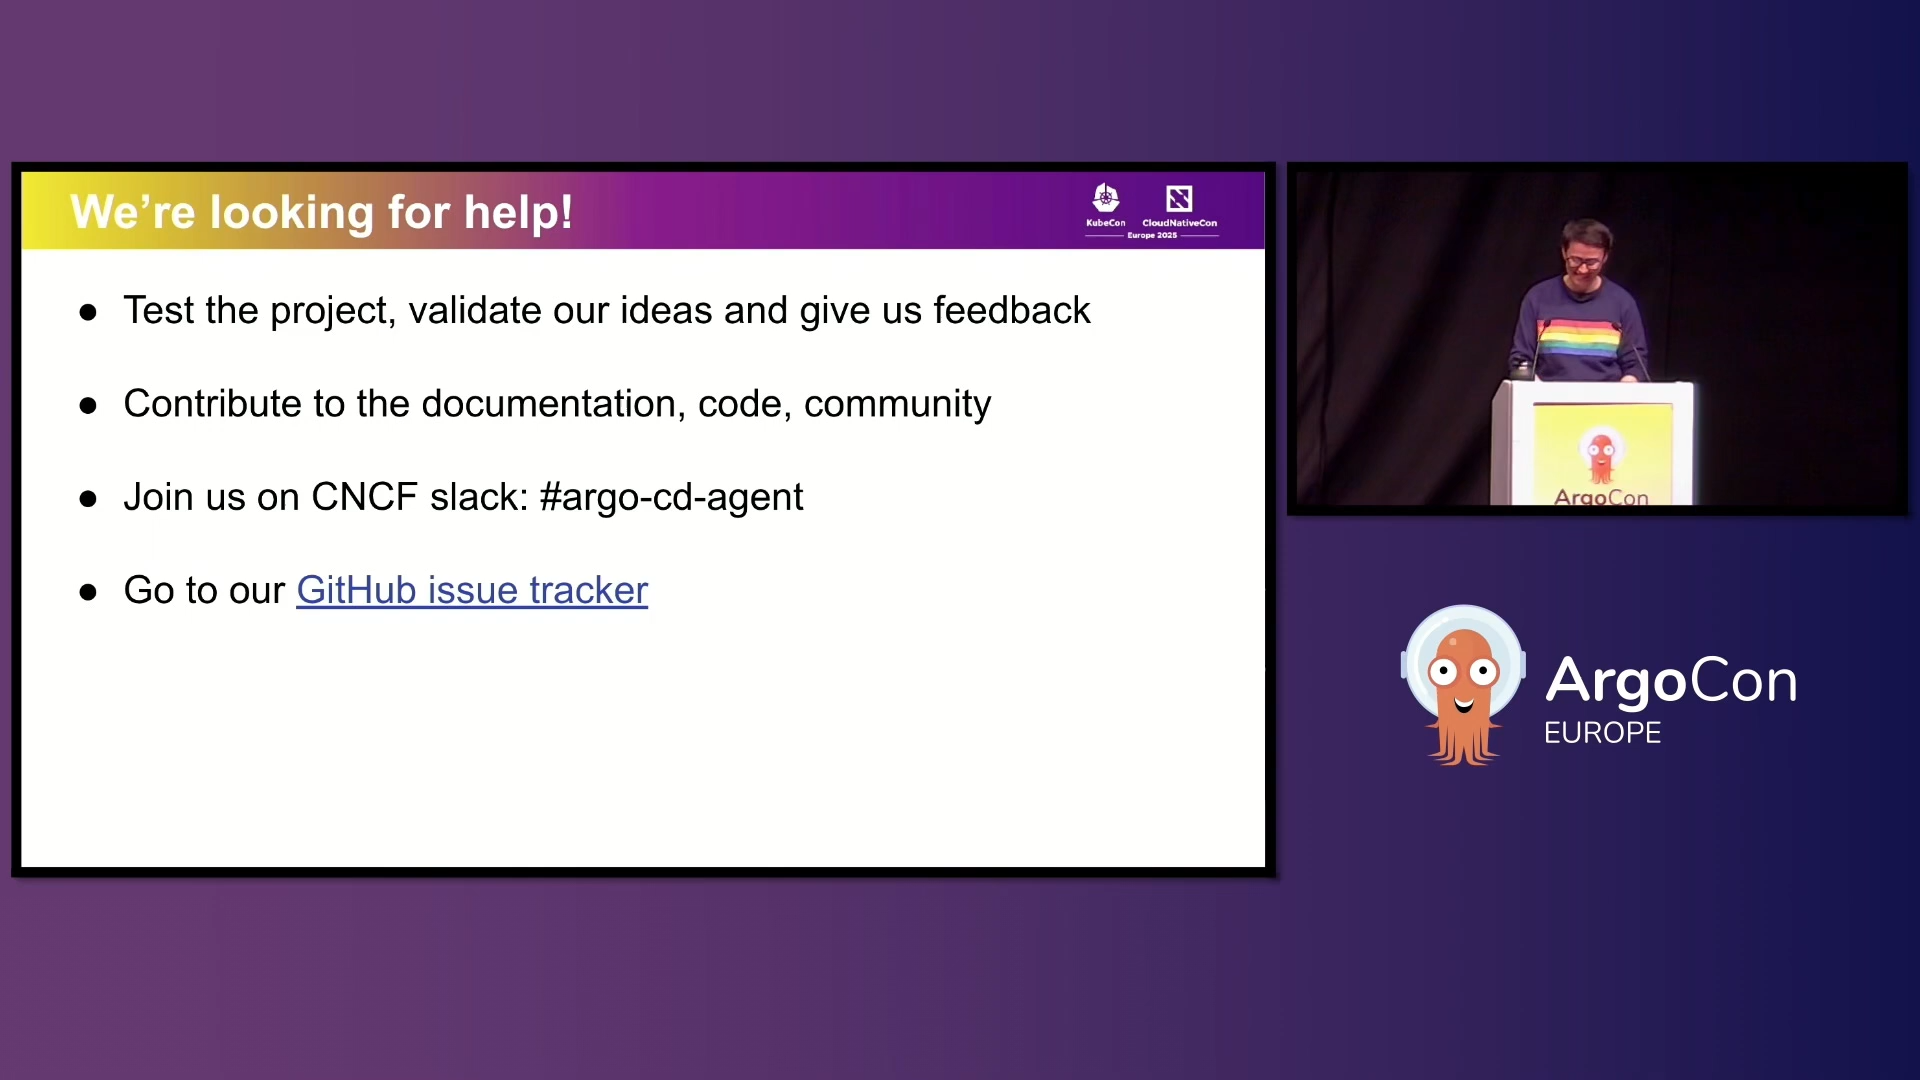 We’re looking for help!
KubeCon
CloudNativeCon
Europe 2025
● Test the project, validate our ideas and give us feedback
● Contribute to the documentation, code, community
● Join us on CNCF slack: #argo-cd-agent
● Go to our GitHub issue tracker
ArgoCon
ArgoCon
EUROPE